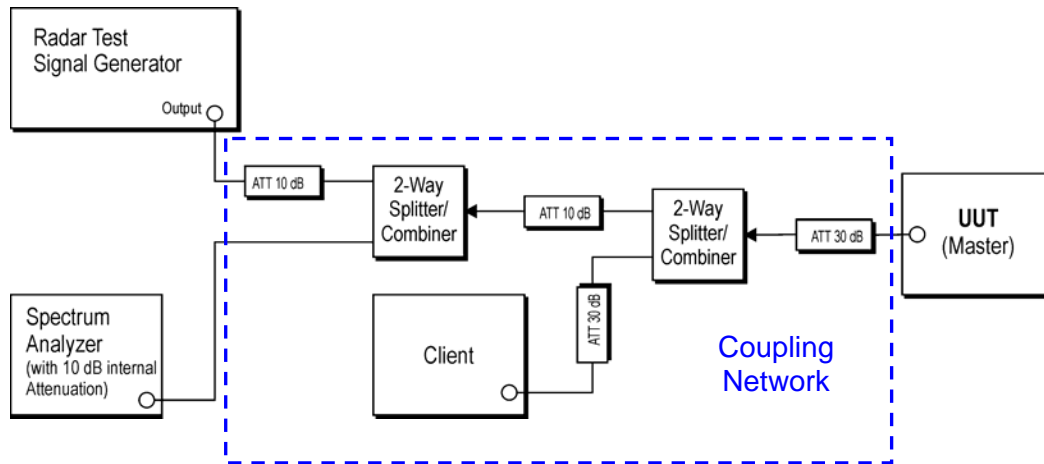 Radar Test
Signal Generator
Output
ATT 10 dB
2-Way
Splitter/
Combiner
ATT 10 dB
2-Way
Splitter/
Combiner
ATT 30 dB
UUT
(Master)
Spectrum
Analyzer
(with 10 dB internal
Attenuation)
Client
ATT 30 dB
Coupling
Network